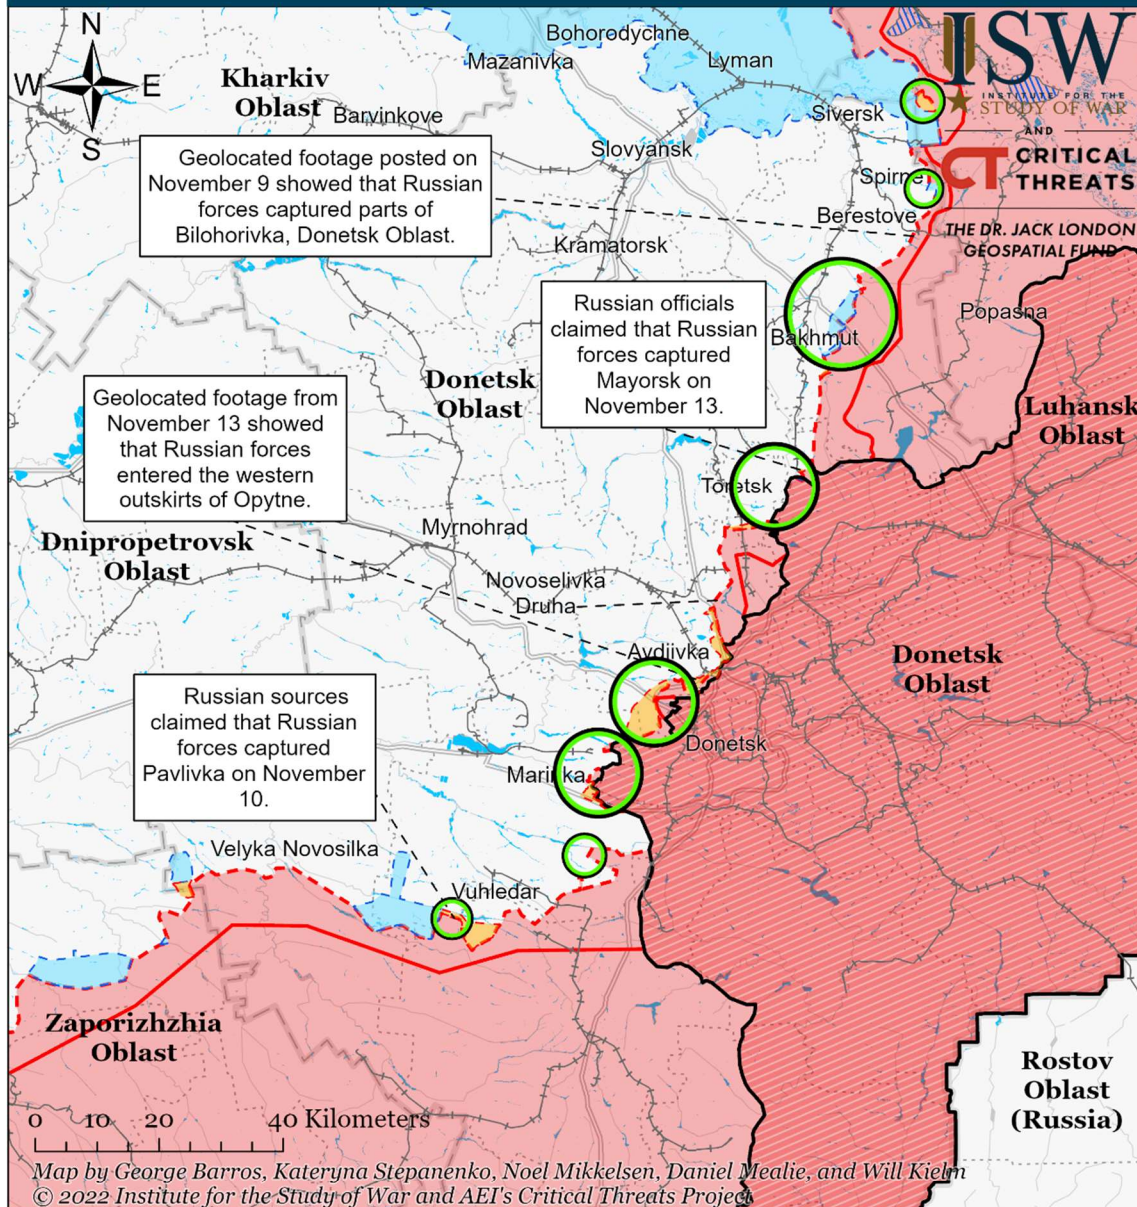 N
W
E
S
Bohorodychne
Mazanivka
Lyman
Kharkiv
Oblast
Barvinkove
Siversk
Slovyansk
ISW
INSTITUTE FOR THE
STUDY OF WAR
AND
CT CRITICAL
THREATS
THE DR. JACK LONDON
GEOSPATIAL FUND
Geolocated footage posted on
November 9 showed that Russian
forces captured parts of
Bilohorivka, Donetsk Oblast.
Spirne
Berestove
Kramatorsk
Russian officials
claimed that Russian
forces captured
Mayorsk on
November 13.
Popasna
Bakhmut
Donetsk
Oblast
Luhansk
Oblast
Geolocated footage from
November 13 showed
that Russian forces
entered the western
outskirts of Opytne.
Toretsk
Myrnohrad
Dnipropetrovsk
Oblast
Novoselivka
Druha
Avdiivka
Donetsk
Oblast
Russian sources
claimed that Russian
forces captured
Pavlivka on November
10.
Donetsk
Marinka
Velyka Novosilka
Vuhledar
Zaporizhzhia
Oblast
Rostov
Oblast
(Russia)
0 10 20 40 Kilometers
Map by George Barros, Kateryna Stepanenko, Noel Mikkelsen, Daniel Mealie, and Will Kielm
© 2022 Institute for the Study of War and AEI's Critical Threats Project